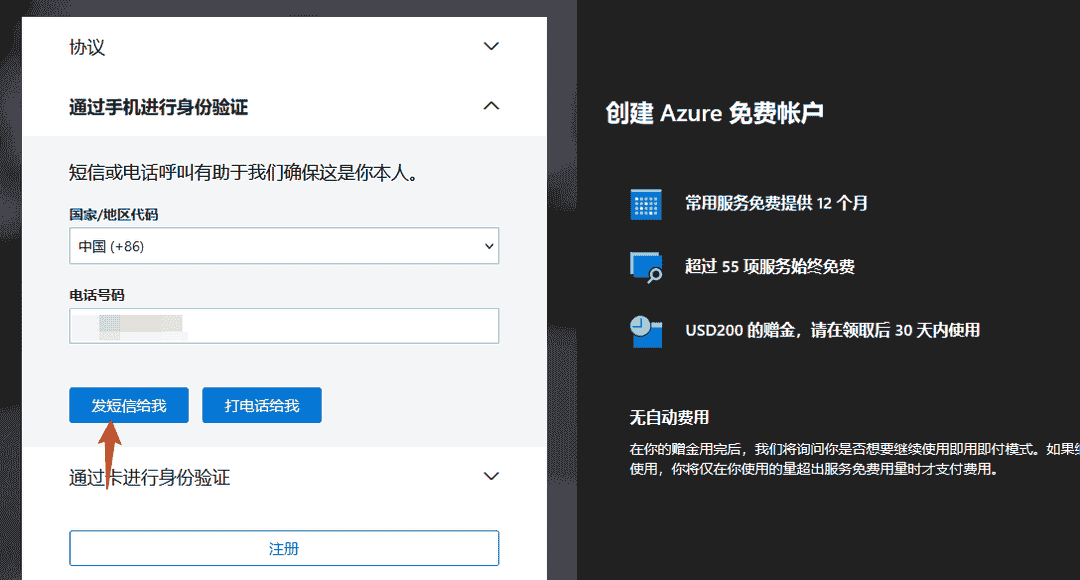 协议
通过手机进行身份验证
短信或电话呼叫有助于我们确保这是你本人。
国家/地区代码
中国 (+86)
电话号码
发短信给我
打电话给我
通过卡进行身份验证
注册
创建 Azure 免费帐户
常用服务免费提供 12 个月
超过 55 项服务始终免费
USD200 的赠金，请在领取后 30 天内使用
无自动费用
在你的赠金用完后，我们将询问你是否想要继续使用即用即付模式。如果
使用，你将仅在你使用的量超出服务免费用量时才支付费用。